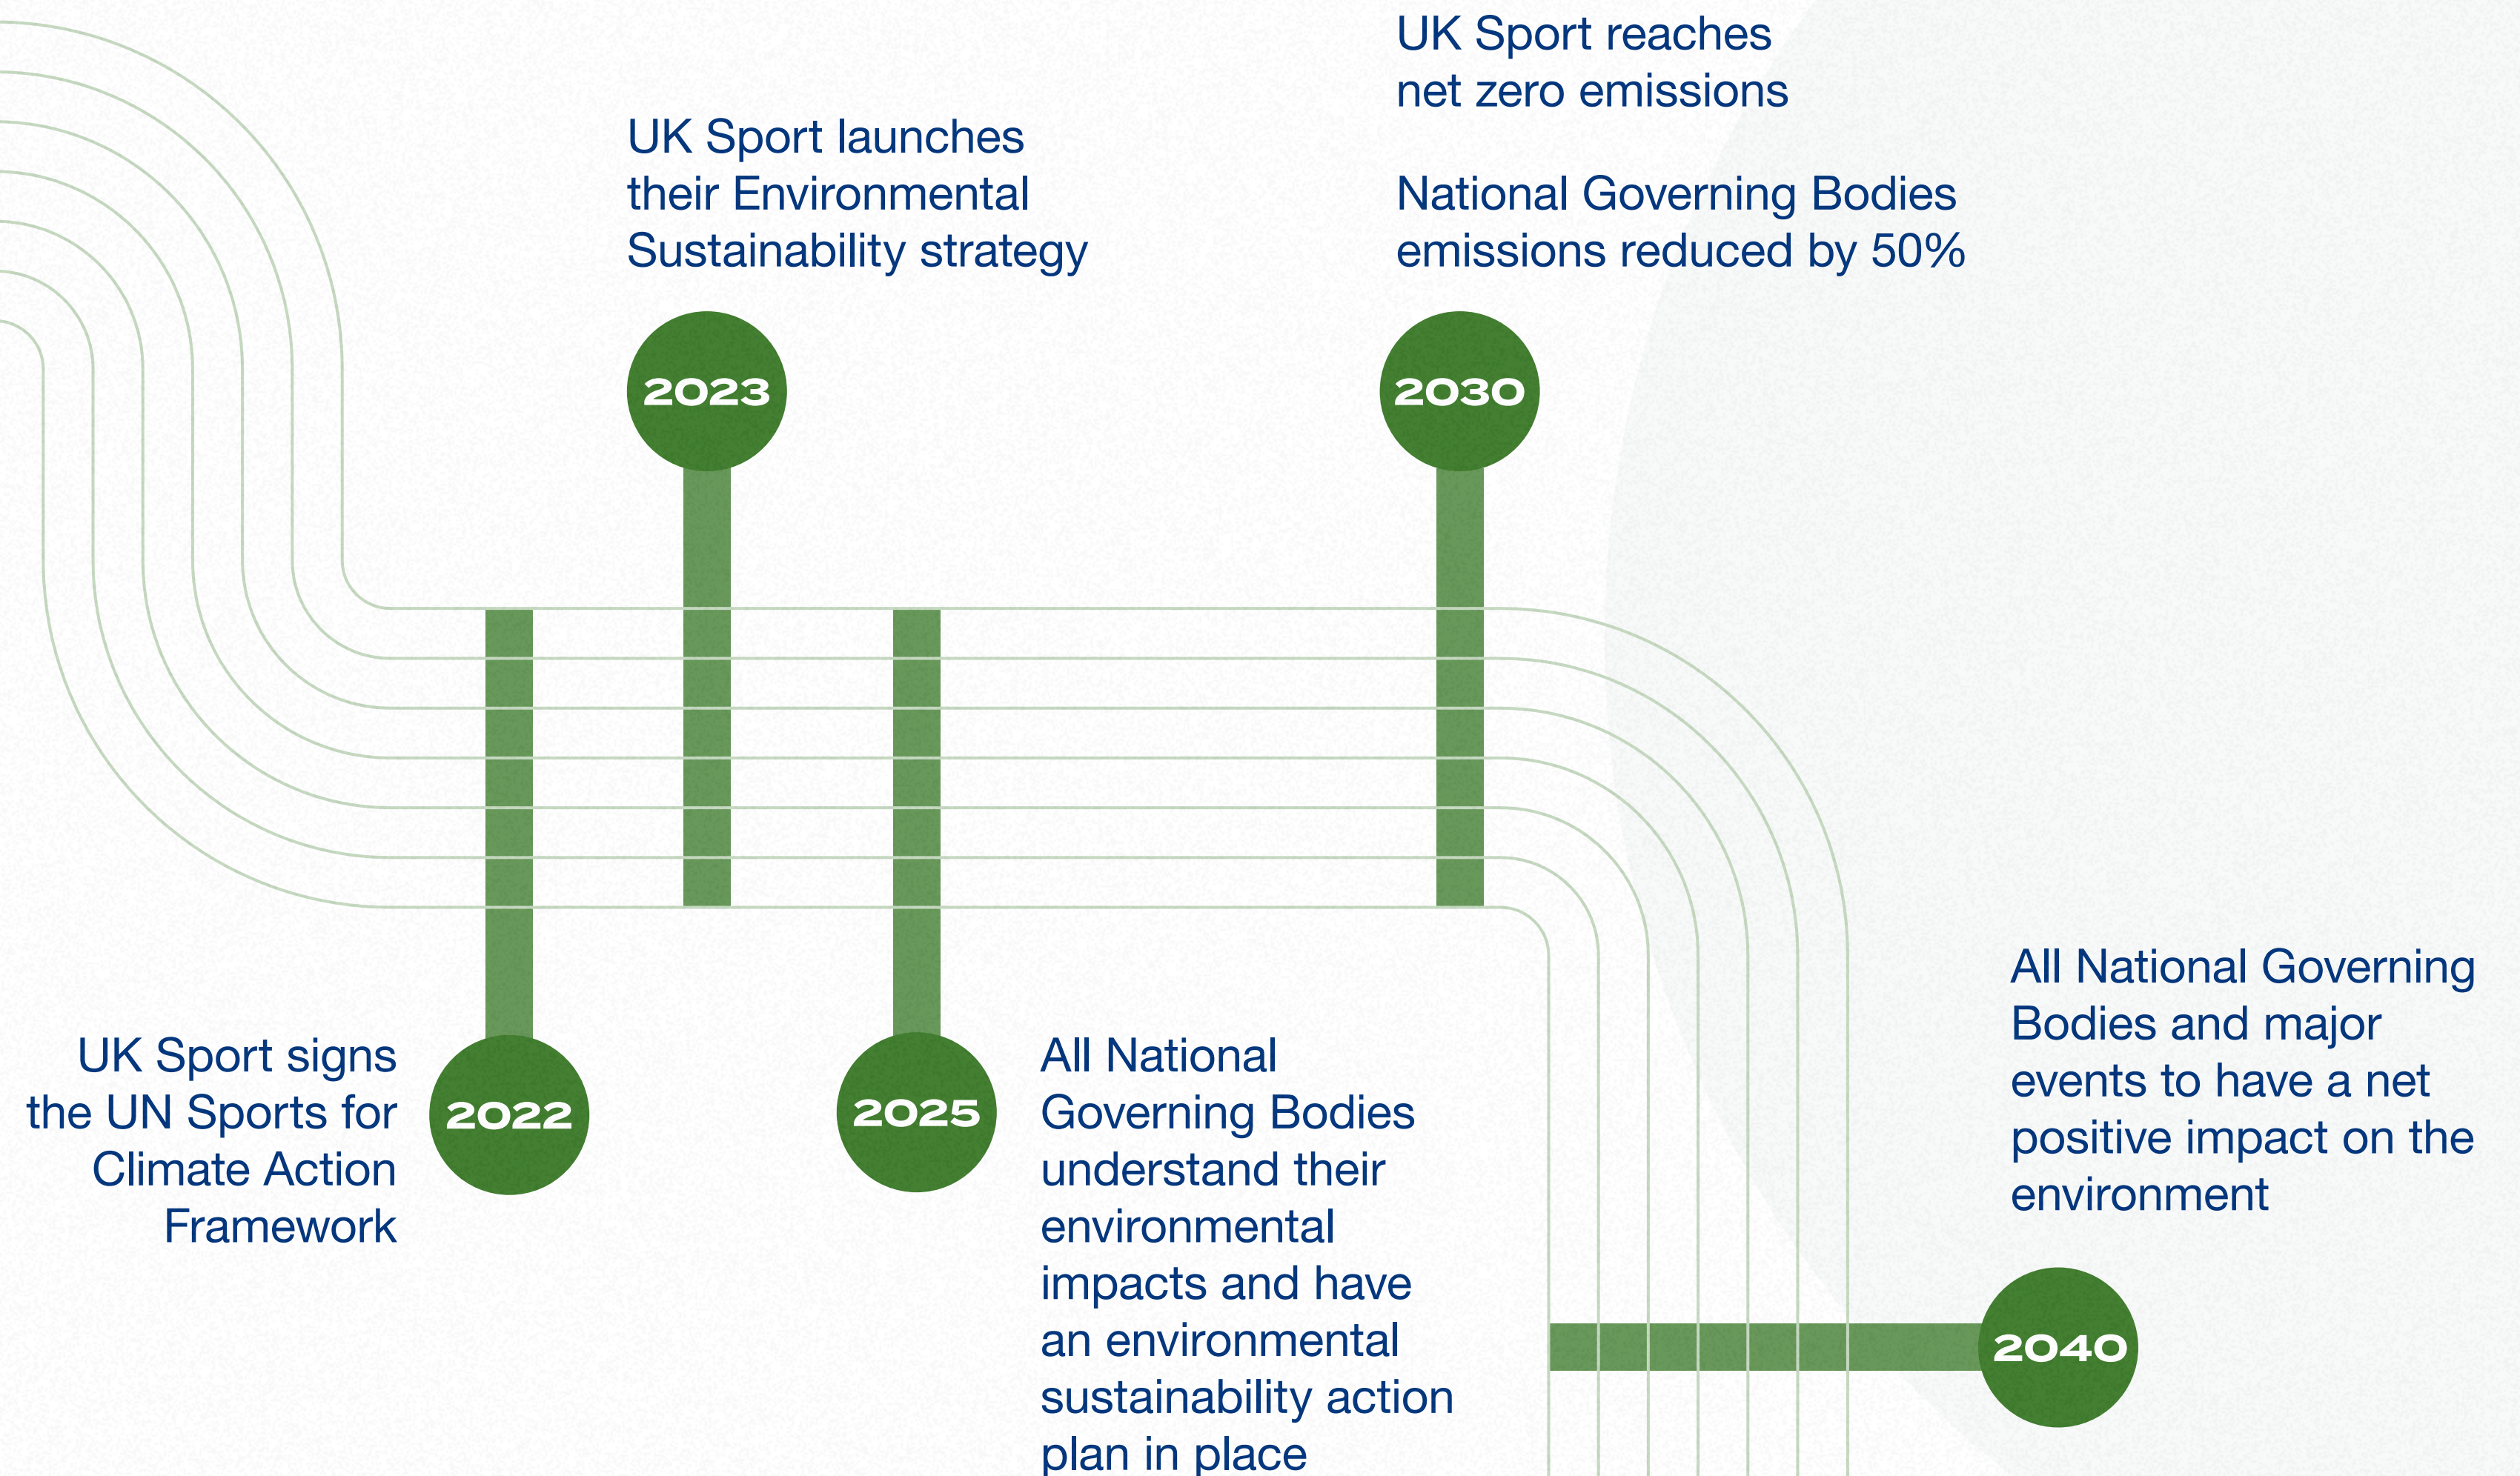 UK Sport reaches
net zero emissions
National Governing Bodies
emissions reduced by 50%
UK Sport launches
their Environmental
Sustainability strategy
2023
2030
UK Sport signs
the UN Sports for
Climate Action
Framework
2022
2025
All National
Governing Bodies
understand their
environmental
impacts and have
an environmental
sustainability action
plan in place
All National Governing
Bodies and major
events to have a net
positive impact on the
environment
2040